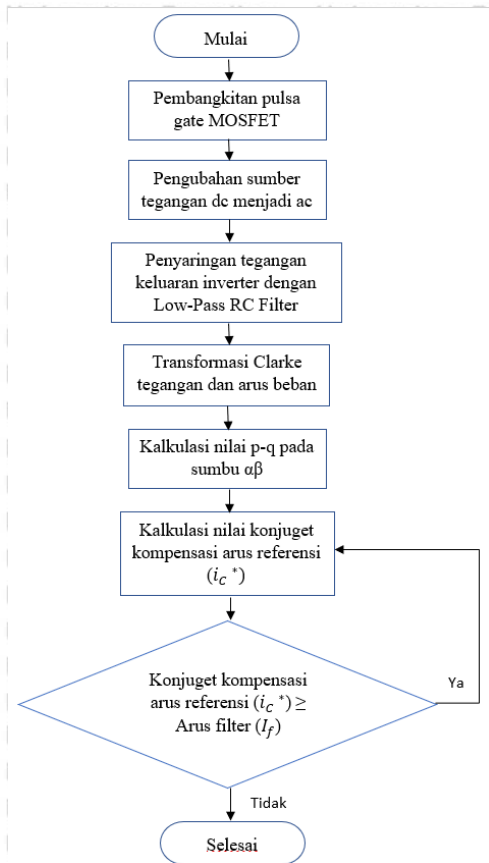 Mulai
Pembangkitan pulsa
gate MOSFET
Pengubahan sumber
tegangan dc menjadi ac
Penyaringan tegangan
keluaran inverter dengan
Low-Pass RC Filter
Transformasi Clarke
tegangan dan arus beban
Kalkulasi nilai p-q pada
sumbu αβ
Kalkulasi nilai konjuget
kompensasi arus referensi
(i_C *)
Konjuget kompensasi
arus referensi (i_C *) ≥
Arus filter (I_f)
Ya
Tidak
Selesai